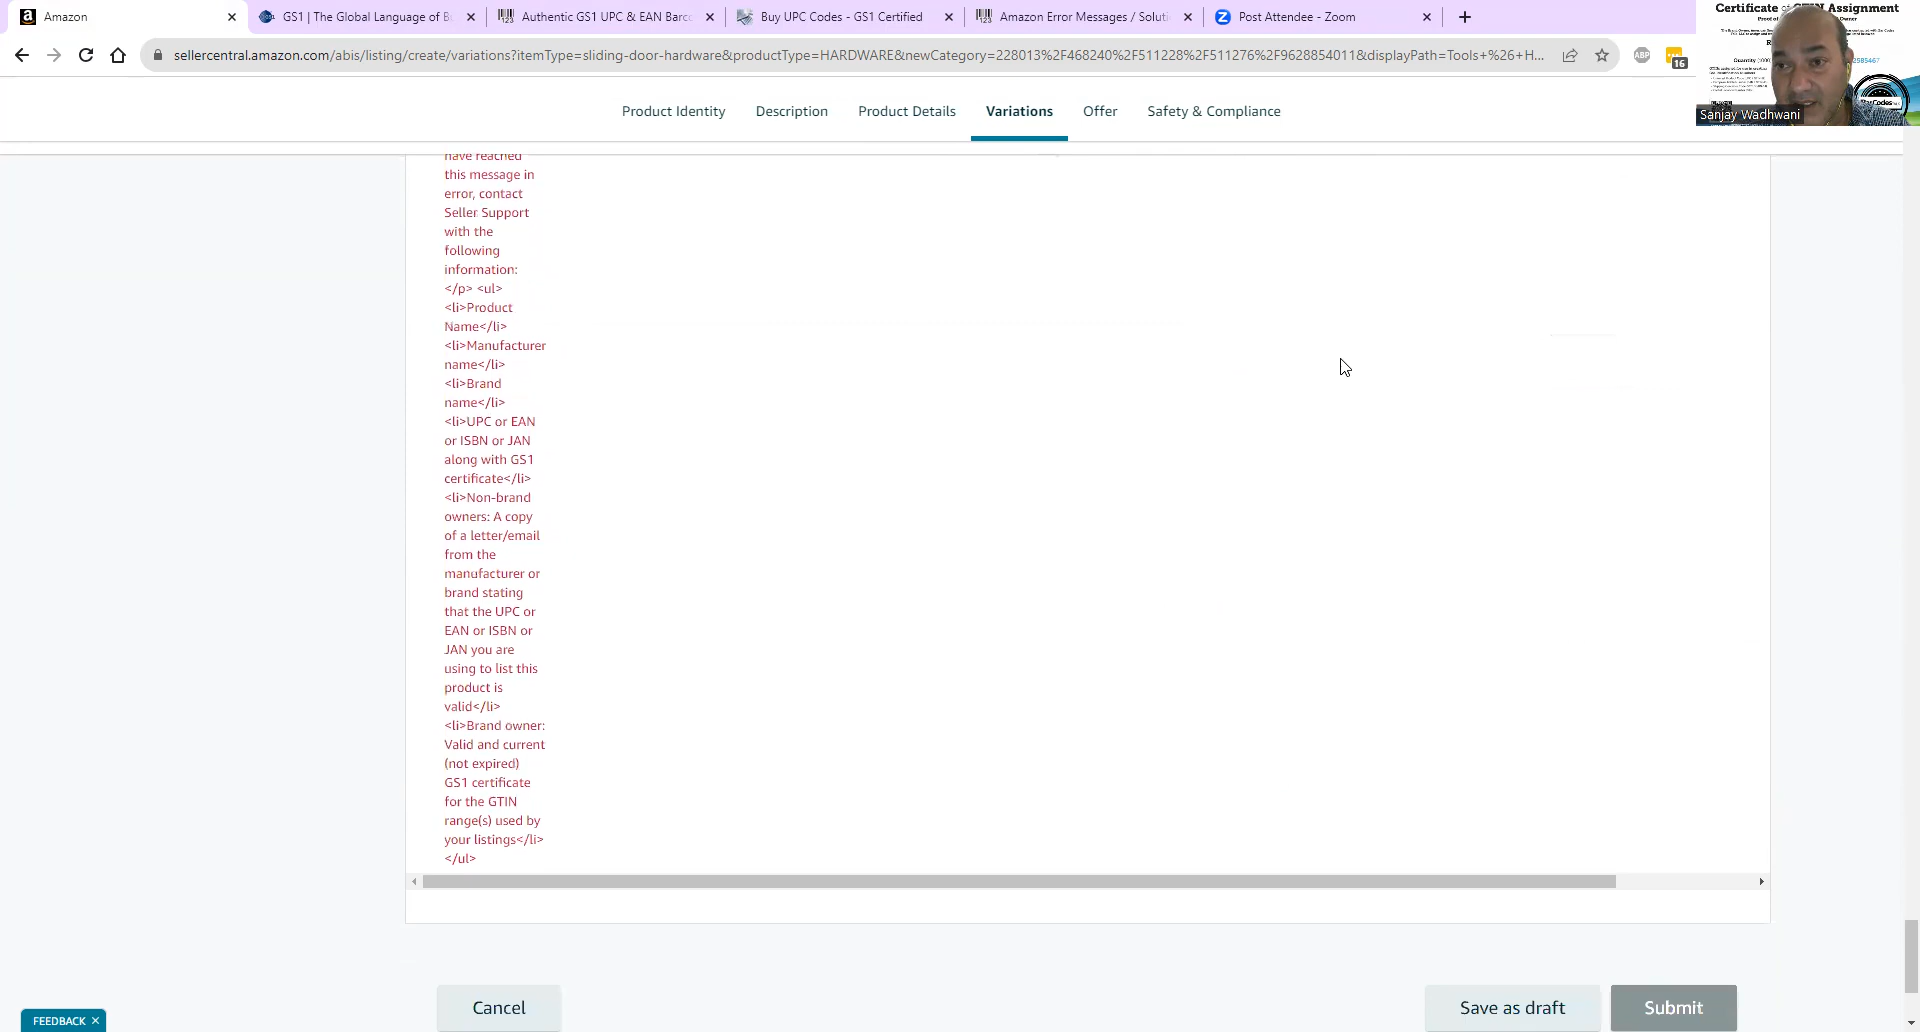 Amazon
GS1 | The Global Language of Bu
Authentic GS1 UPC & EAN Barc
Buy UPC Codes - GS1 Certified
Amazon Error Messages / Soluti
Post Attendee - Zoom
sellercentral.amazon.com/abis/listing/create/variations?itemType=sliding-door-hardware&productType=HARDWARE&newCategory=228013%2F468240%2F511228%2F511276%2F9628854011&displayPath=Tools+%26+H...
ABP
16
Certificate of GTIN Assignment
Sanjay Wadhwani
Product Identity
Description
Product Details
Variations
Offer
Safety & Compliance
have reached
this message in
error, contact
Seller Support
with the
following
information:
</p> <ul>
<li>Product
Name</li>
<li>Manufacturer
name</li>
<li>Brand
name</li>
<li>UPC or EAN
or ISBN or JAN
along with GS1
certificate</li>
<li>Non-brand
owners: A copy
of a letter/email
from the
manufacturer or
brand stating
that the UPC or
EAN or ISBN or
JAN you are
using to list this
product is
valid</li>
<li>Brand owner:
Valid and current
(not expired)
GS1 certificate
for the GTIN
range(s) used by
your listings</li>
</ul>
Cancel
Save as draft
Submit
FEEDBACK